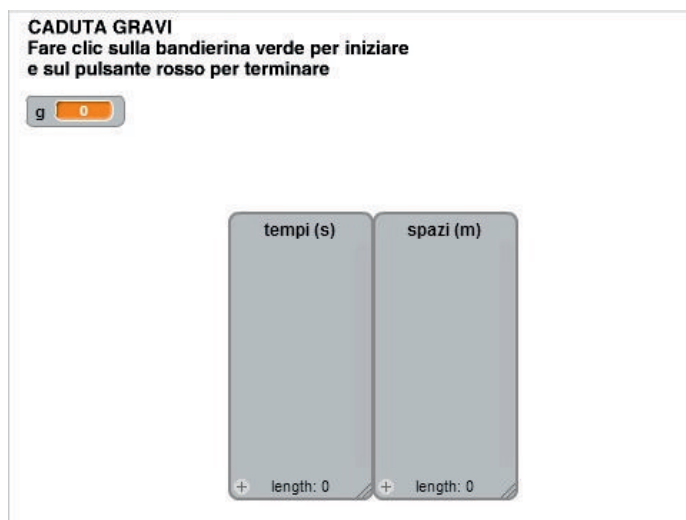 CADUTA GRAVI
Fare clic sulla bandierina verde per iniziare
e sul pulsante rosso per terminare
g 0
tempi (s) spazi (m)
+ length: 0 + length: 0